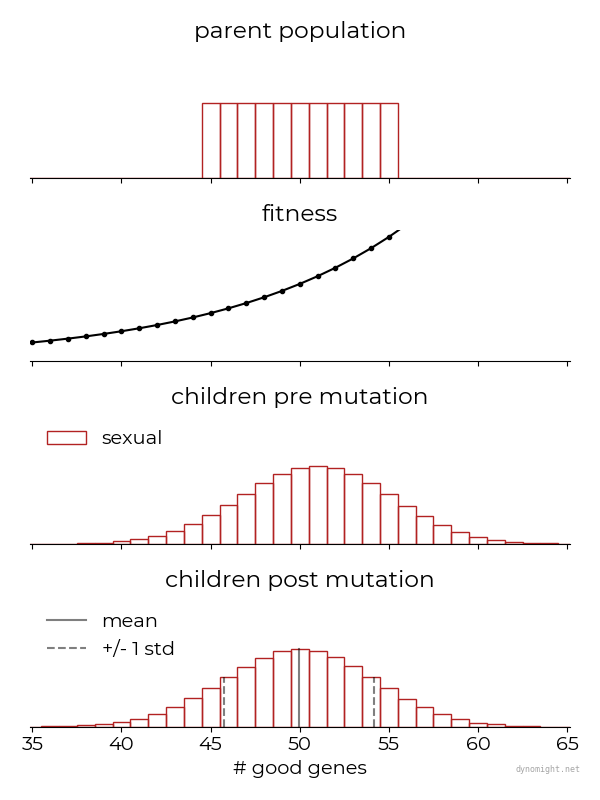 parent population
fitness
children pre mutation
sexual
children post mutation
mean
+/- 1 std
35 40 45 50 55 60 65
# good genes
dynomight.net